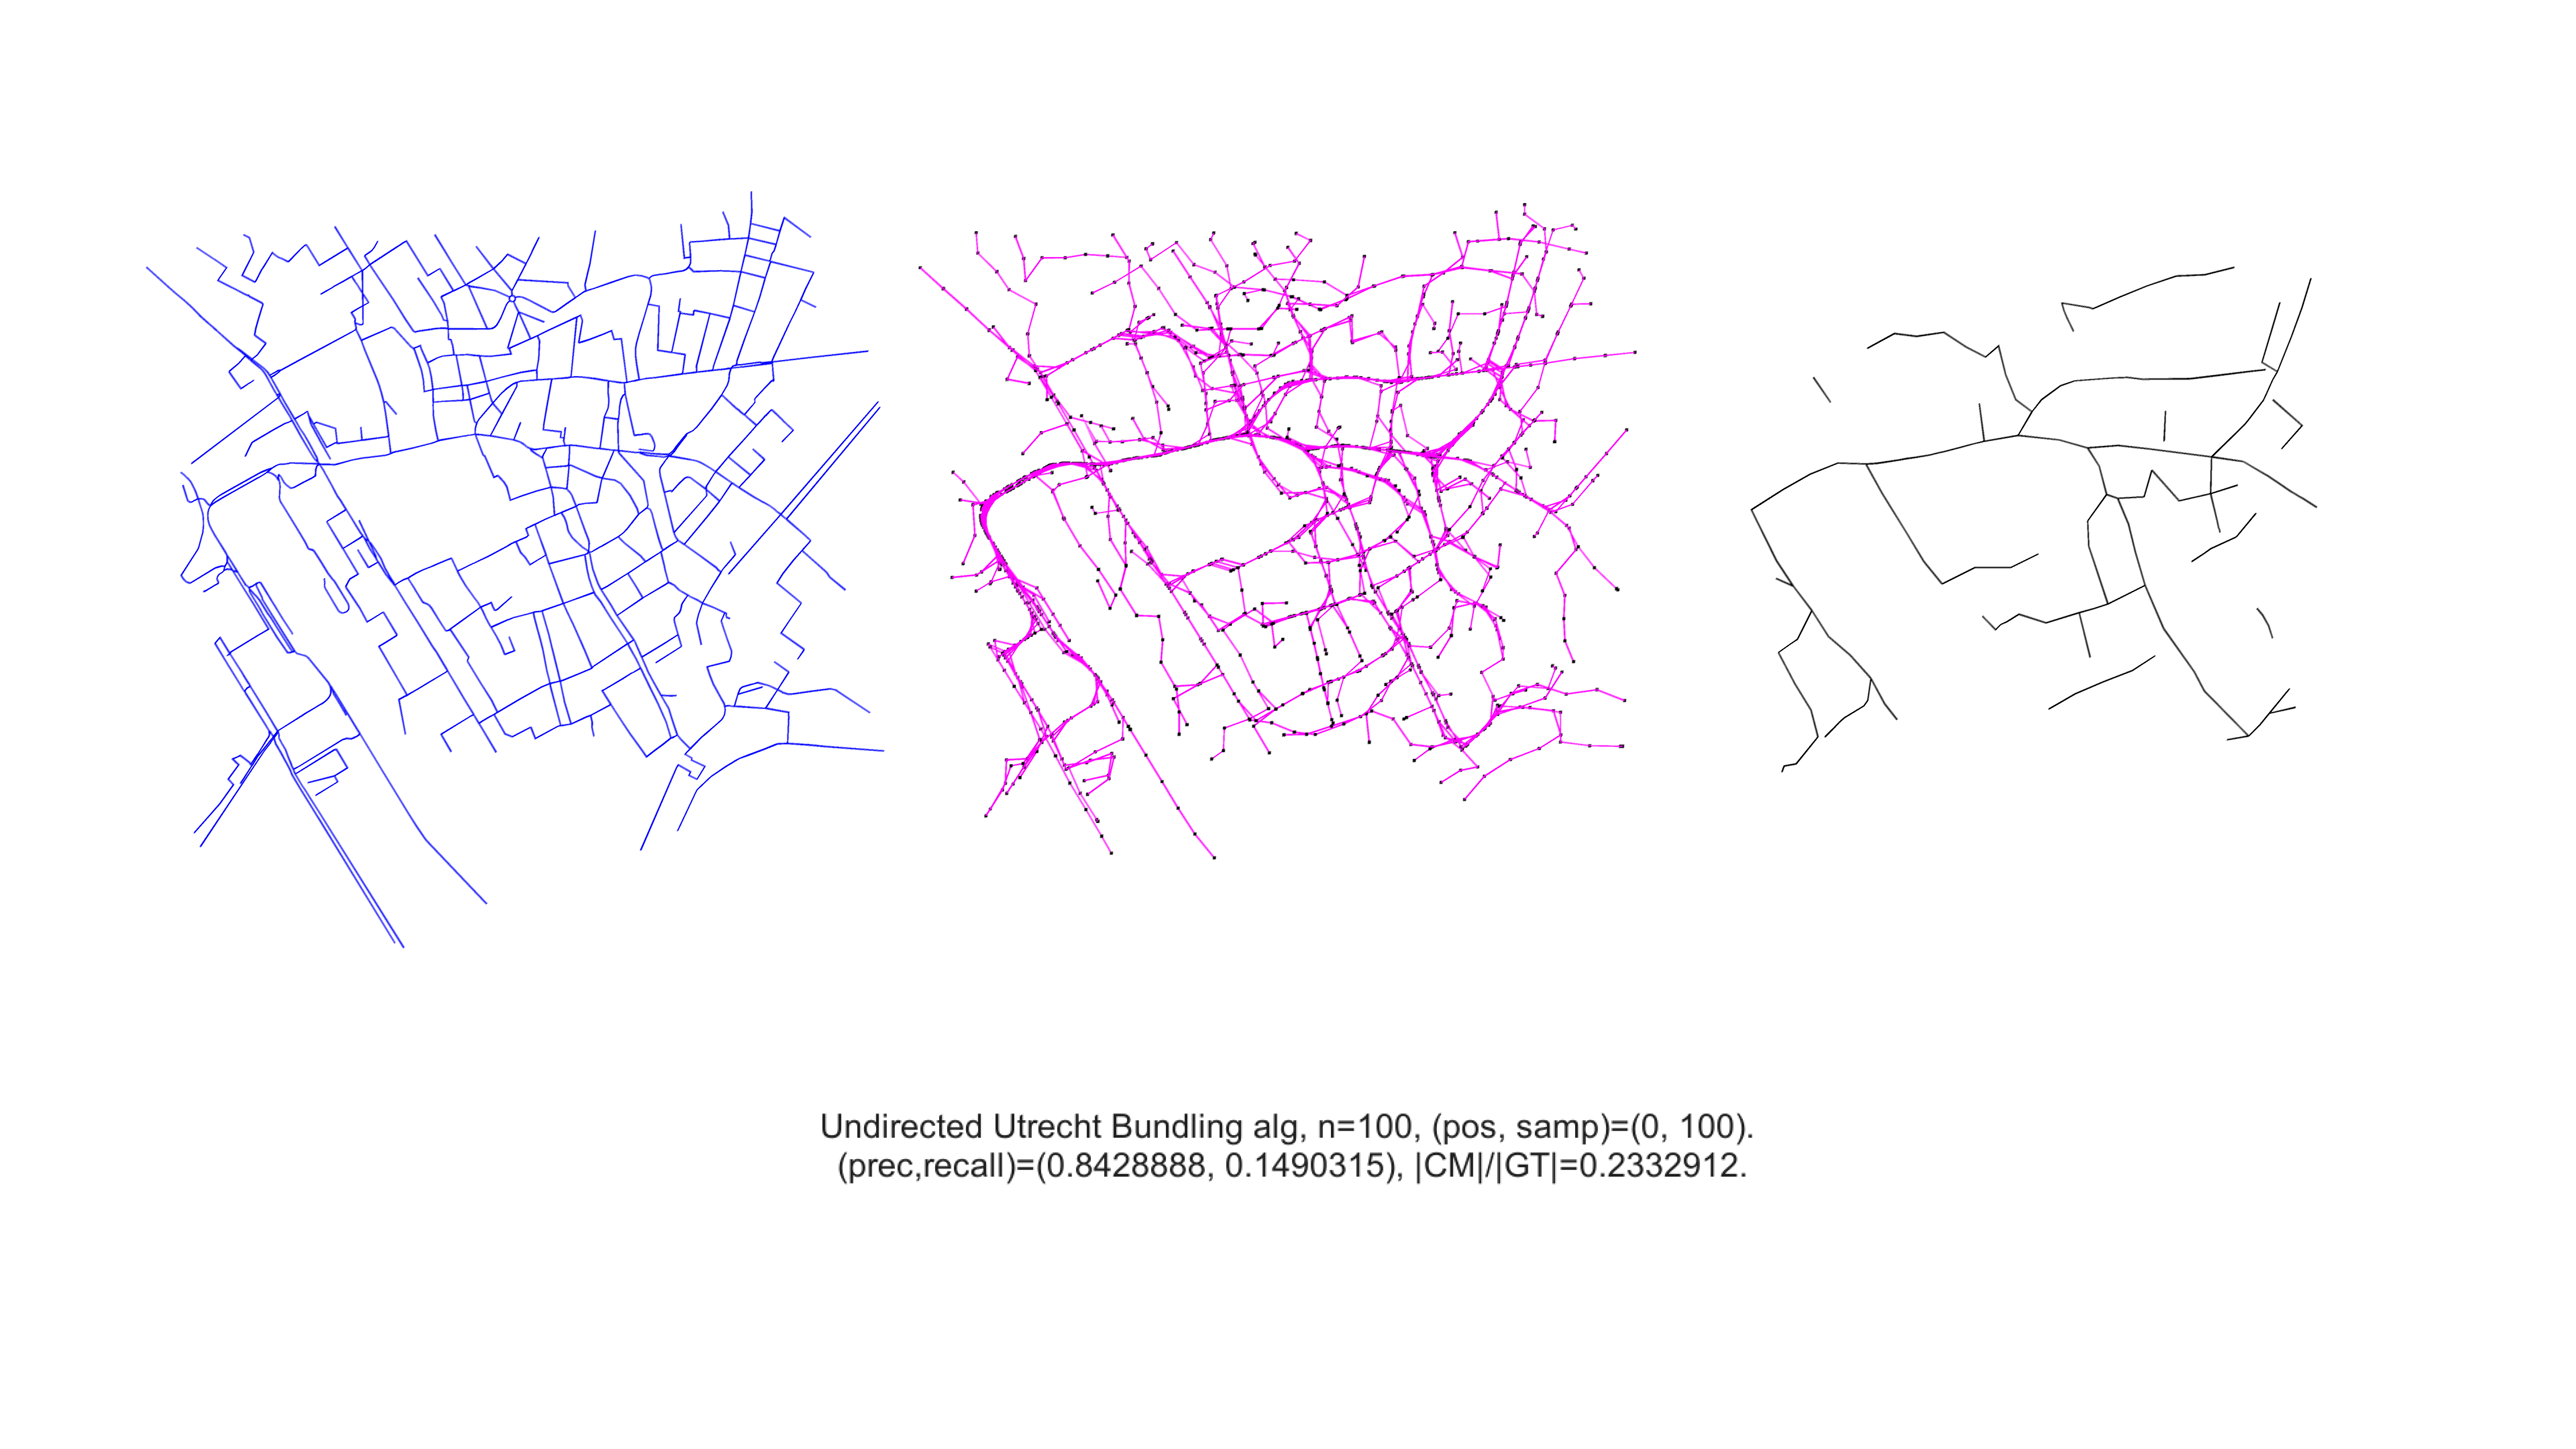 Undirected Utrecht Bundling alg, n=100, (pos, samp)=(0, 100).
(prec,recall)=(0.8428888, 0.1490315), |CM|/|GT|=0.2332912.